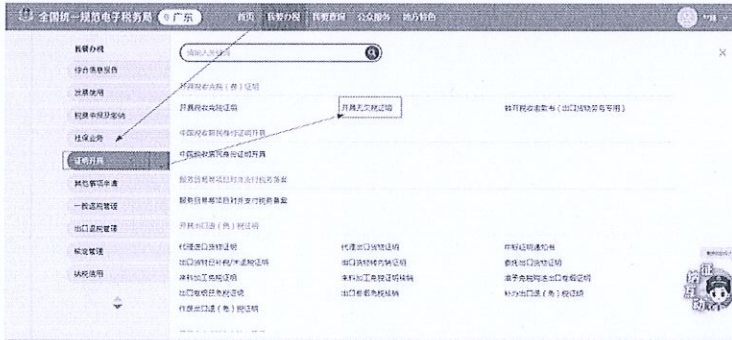 全国统一规范电子税务局 广东 首页 我要办税 我要查询 公众服务 地方特色
我要办税
综合信息报告
发票使用
税费申报及缴纳
社保业务
证明开具
其他事项申请
一般退税管理
出口退税管理
核定管理
纳税信用
请输入关键词
开具税收完税（费）证明
开具税收完税证明 开具无欠税证明 转开税收缴款书（出口货物劳务专用）
中国税收居民身份证明开具
中国税收居民身份证明开具
服务贸易等项目对外支付税务备案
服务贸易等项目对外支付税务备案
开具出口退（免）税证明
代理进口货物证明 代理出口货物证明 中标证明通知书
出口货物已补税/未退税证明 出口货物转内销证明 委托出口货物证明
来料加工免税证明 来料加工免税证明核销 准予免税购进出口卷烟证明
出口卷烟已免税证明 出口卷烟免税核销 补办出口退（免）税证明
作废出口退（免）税证明
征
互